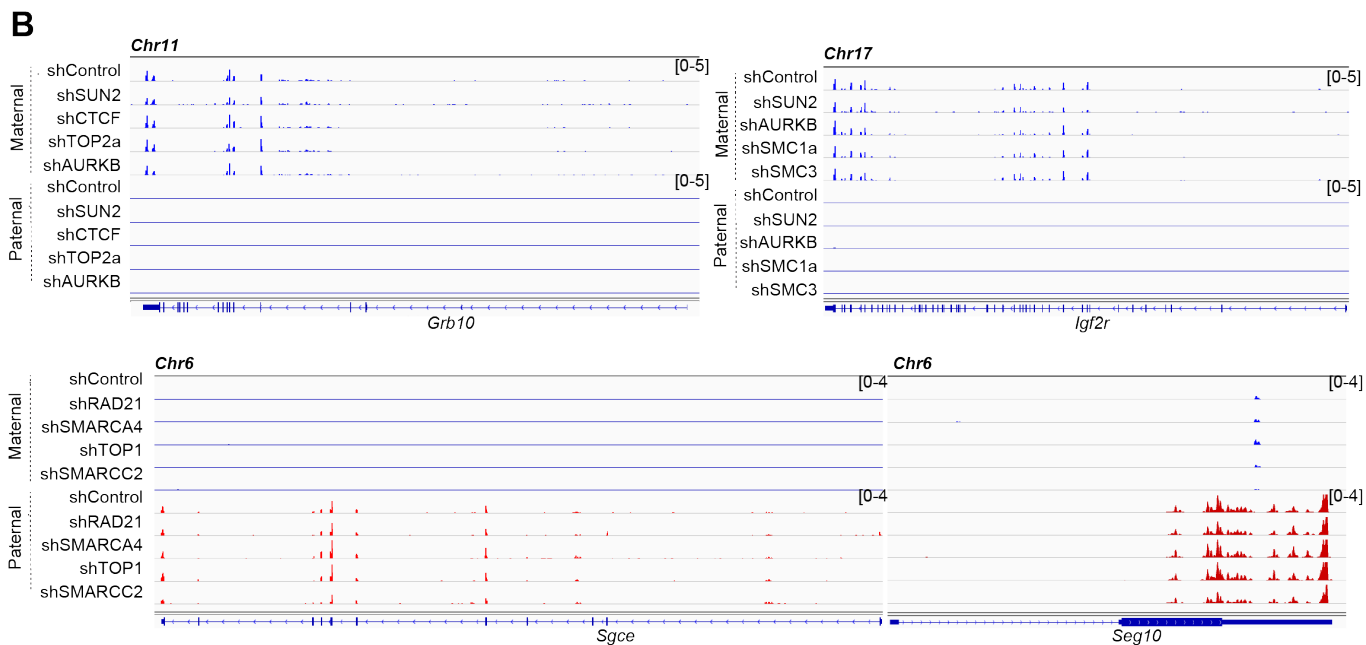 B
Chr11
Maternal
shControl
shSUN2
shCTCF
shTOP2a
shAURKB
[0-5]
Paternal
shControl
shSUN2
shCTCF
shTOP2a
shAURKB
[0-5]
Grb10
Chr17
Maternal
shControl
shSUN2
shAURKB
shSMC1a
shSMC3
[0-5]
Paternal
shControl
shSUN2
shAURKB
shSMC1a
shSMC3
[0-5]
Igf2r
Chr6
Maternal
shControl
shRAD21
shSMARCA4
shTOP1
shSMARCC2
[0-4
Paternal
shControl
shRAD21
shSMARCA4
shTOP1
shSMARCC2
[0-4
Sgce
Chr6
[0-4]
[0-4]
Seg10